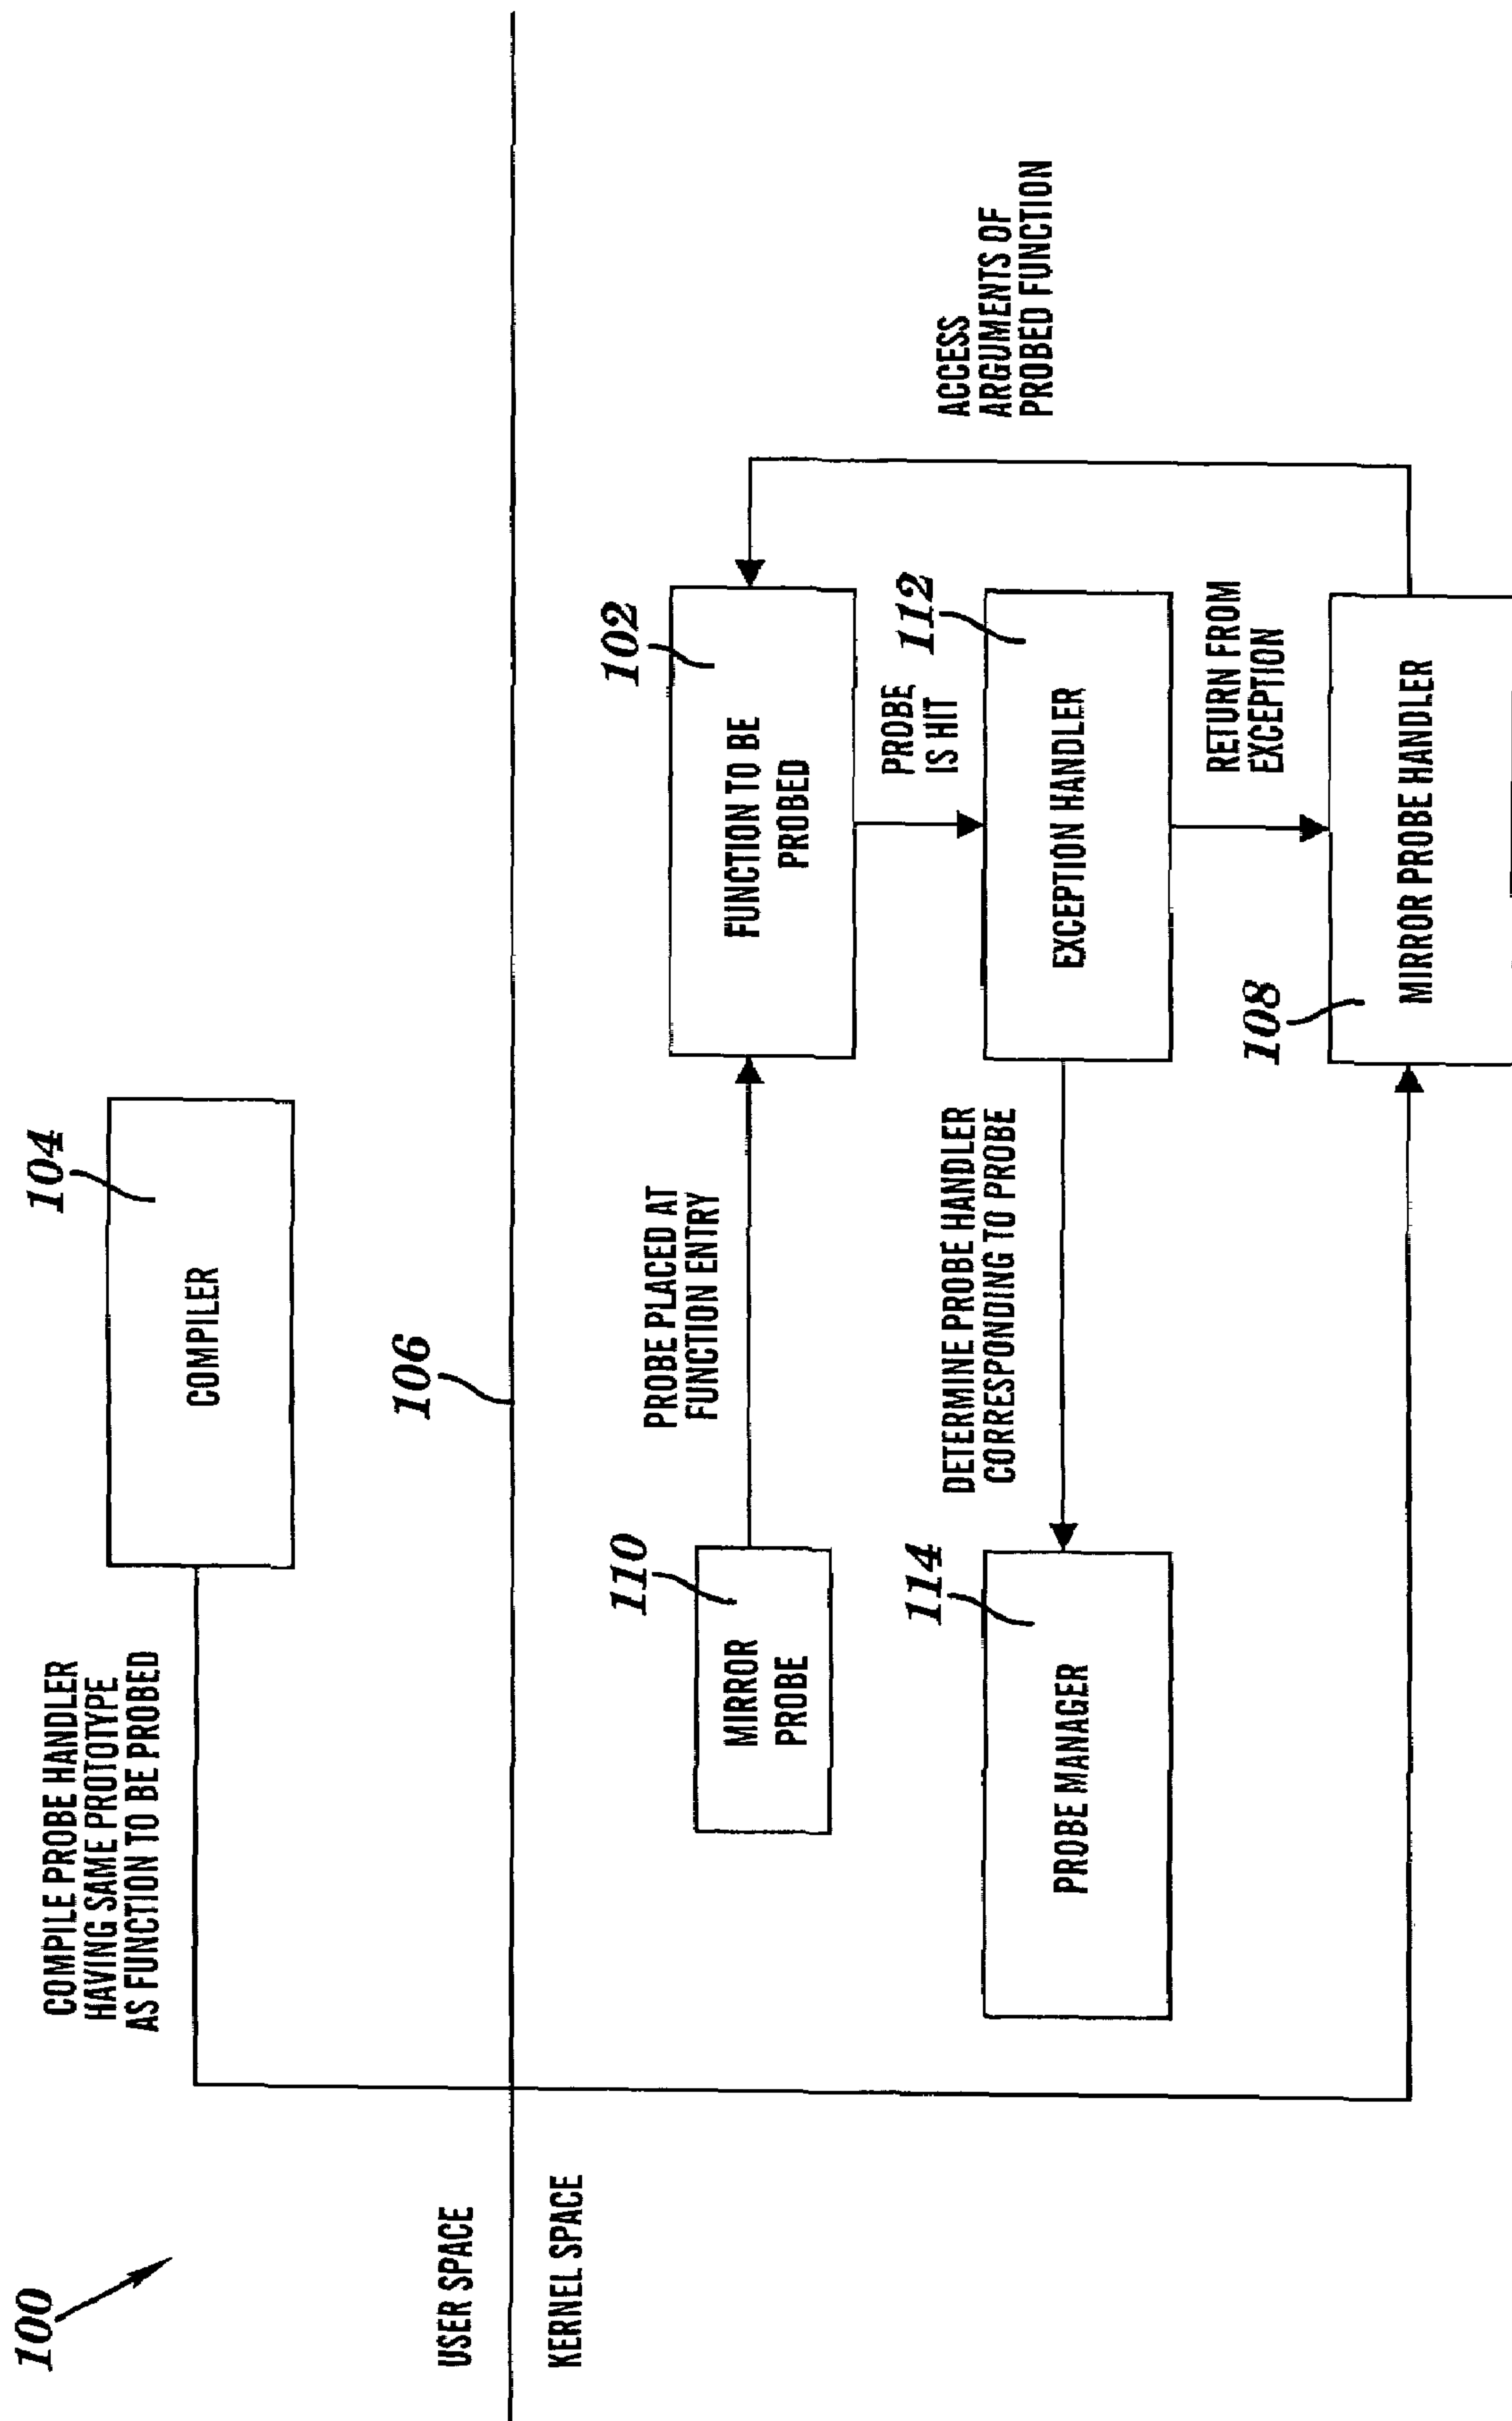 100
COMPILE PROBE HANDLER
HAVING SAME PROTOTYPE
AS FUNCTION TO BE PROBED
104
COMPILER
USER SPACE
106
KERNEL SPACE
110
MIRROR
PROBE
PROBE PLACED AT
FUNCTION ENTRY
102
FUNCTION TO BE
PROBED
ACCESS
ARGUMENTS OF
PROBED FUNCTION
PROBE
IS HIT
114
PROBE MANAGER
DETERMINE PROBE HANDLER
CORRESPONDING TO PROBE
112
EXCEPTION HANDLER
RETURN FROM
EXCEPTION
108
MIRROR PROBE HANDLER